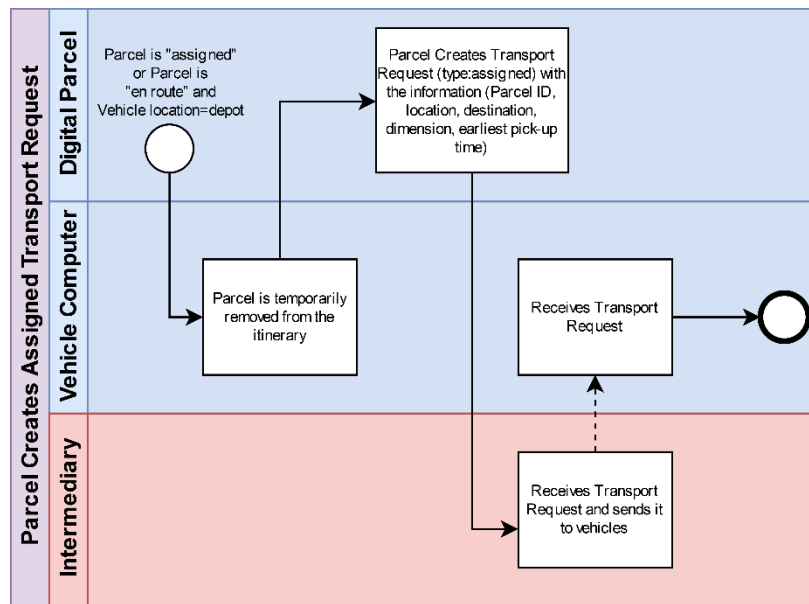 Parcel Creates Assigned Transport Request
Digital Parcel
Parcel is "assigned"
or Parcel is
"en route" and
Vehicle location=depot
Parcel Creates Transport
Request (type:assigned) with
the information (Parcel ID,
location, destination,
dimension, earliest pick-up
time)
Vehicle Computer
Parcel is temporarily
removed from the
itinerary
Receives Transport
Request
Intermediary
Receives Transport
Request and sends it
to vehicles